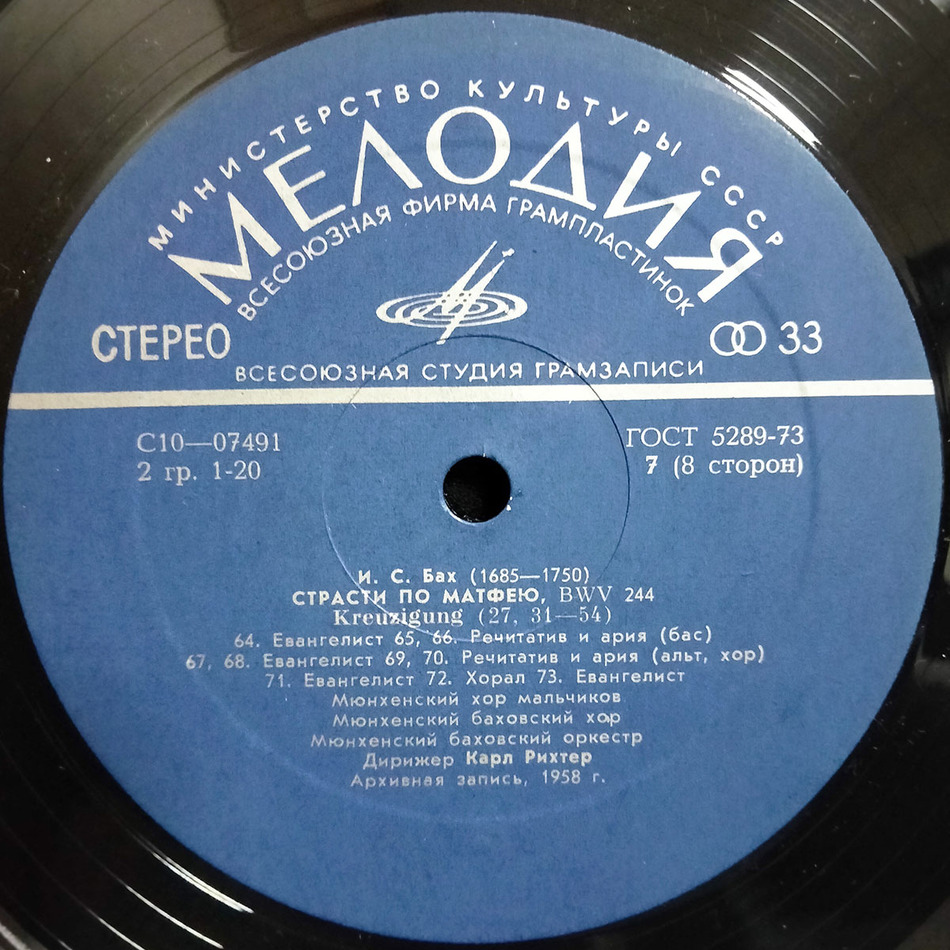 МИНИСТЕРСТВО КУЛЬТУРЫ СССР
МЕЛОДИЯ
ВСЕСОЮЗНАЯ ФИРМА ГРАМПЛАСТИНОК
СТЕРЕО
33
ВСЕСОЮЗНАЯ СТУДИЯ ГРАМЗАПИСИ
С10—07491
ГОСТ 5289-73
2 гр. 1-20
7 (8 сторон)
И. С. Бах (1685—1750)
СТРАСТИ ПО МАТФЕЮ, BWV 244
Kreuzigung (27, 31—54)
64. Евангелист 65, 66. Речитатив и ария (бас)
67, 68. Евангелист 69, 70. Речитатив и ария (альт, хор)
71. Евангелист 72. Хорал 73. Евангелист
Мюнхенский хор мальчиков
Мюнхенский баховский хор
Мюнхенский баховский оркестр
Дирижер Карл Рихтер
Архивная запись, 1958 г.